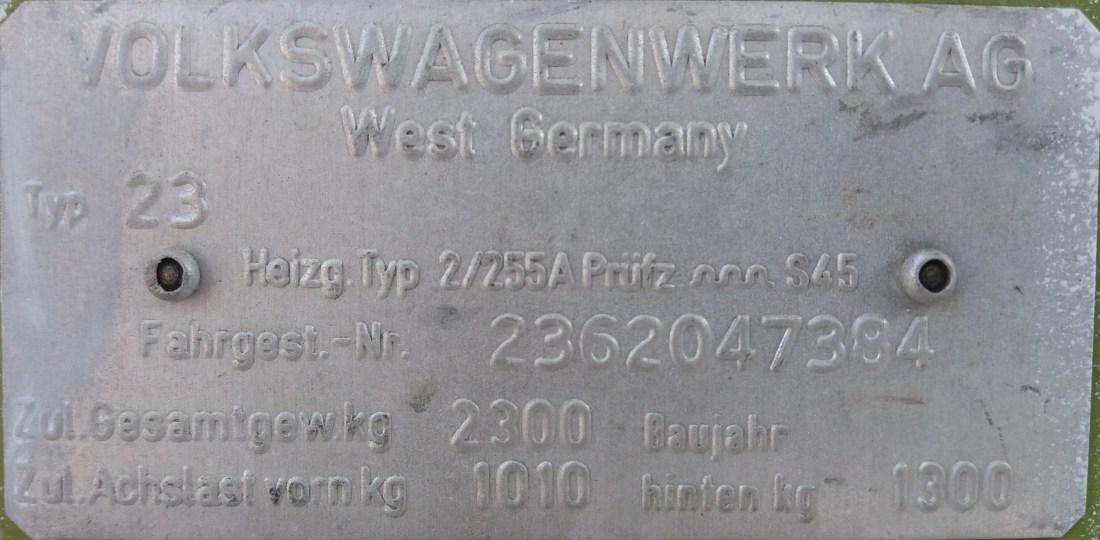 VOLKSWAGENWERK AG
West Germany
Typ 23
Heizg. Typ 2/255A Prüfz ∿∿∿ S45
Fahrgest.-Nr. 2362047384
Zul. Gesamtgew. kg 2300 Baujahr
Zul. Achslast vorn kg 1010 hinten kg 1300